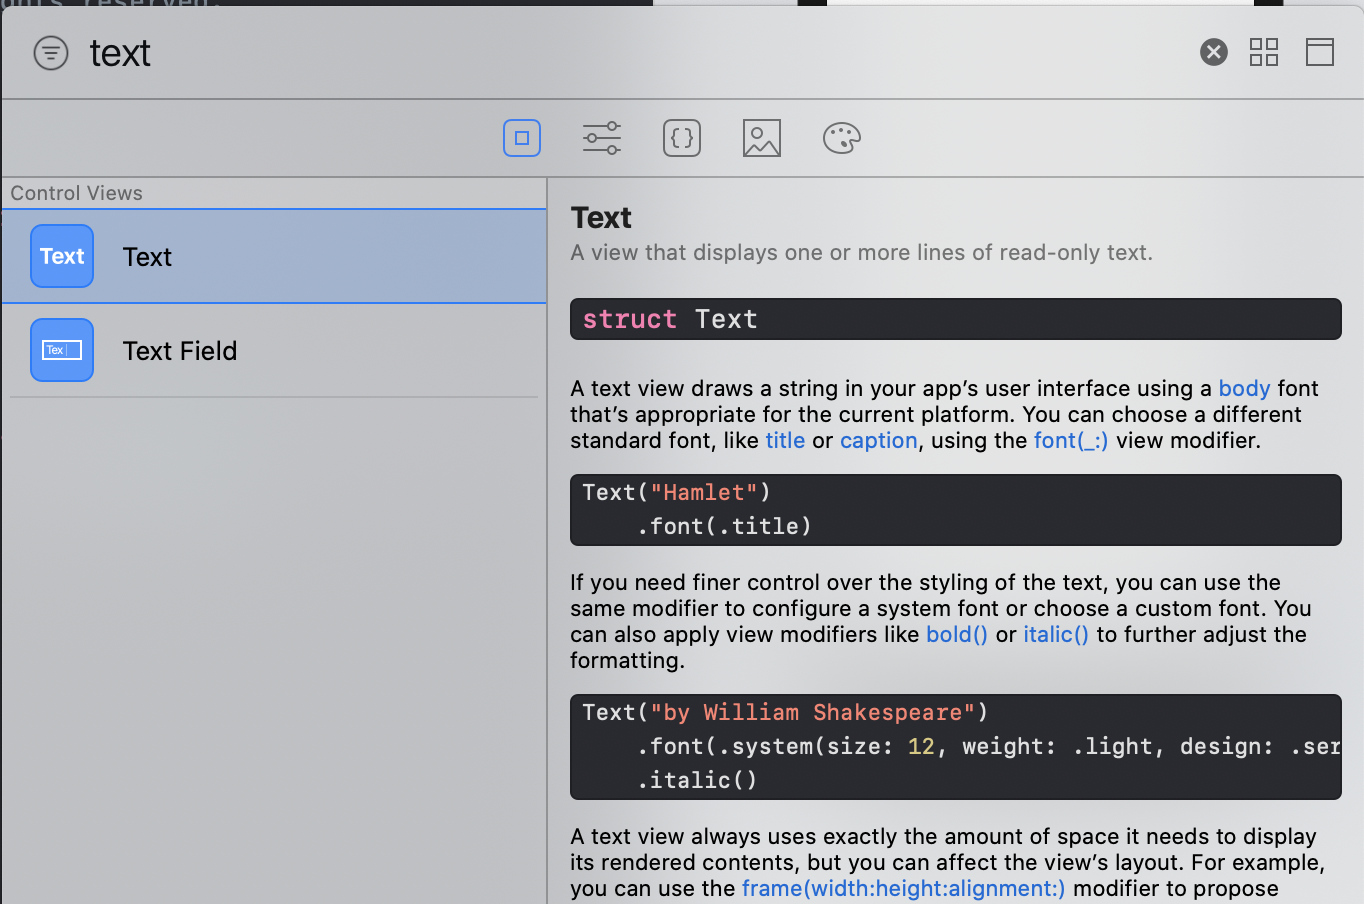 text
Control Views
Text
Text
Tex
Text Field
Text
A view that displays one or more lines of read-only text.
struct Text
A text view draws a string in your app’s user interface using a body font
that’s appropriate for the current platform. You can choose a different
standard font, like title or caption, using the font(_:) view modifier.
Text("Hamlet")
.font(.title)
If you need finer control over the styling of the text, you can use the
same modifier to configure a system font or choose a custom font. You
can also apply view modifiers like bold() or italic() to further adjust the
formatting.
Text("by William Shakespeare")
.font(.system(size: 12, weight: .light, design: .ser
.italic()
A text view always uses exactly the amount of space it needs to display
its rendered contents, but you can affect the view’s layout. For example,
you can use the frame(width:height:alignment:) modifier to propose